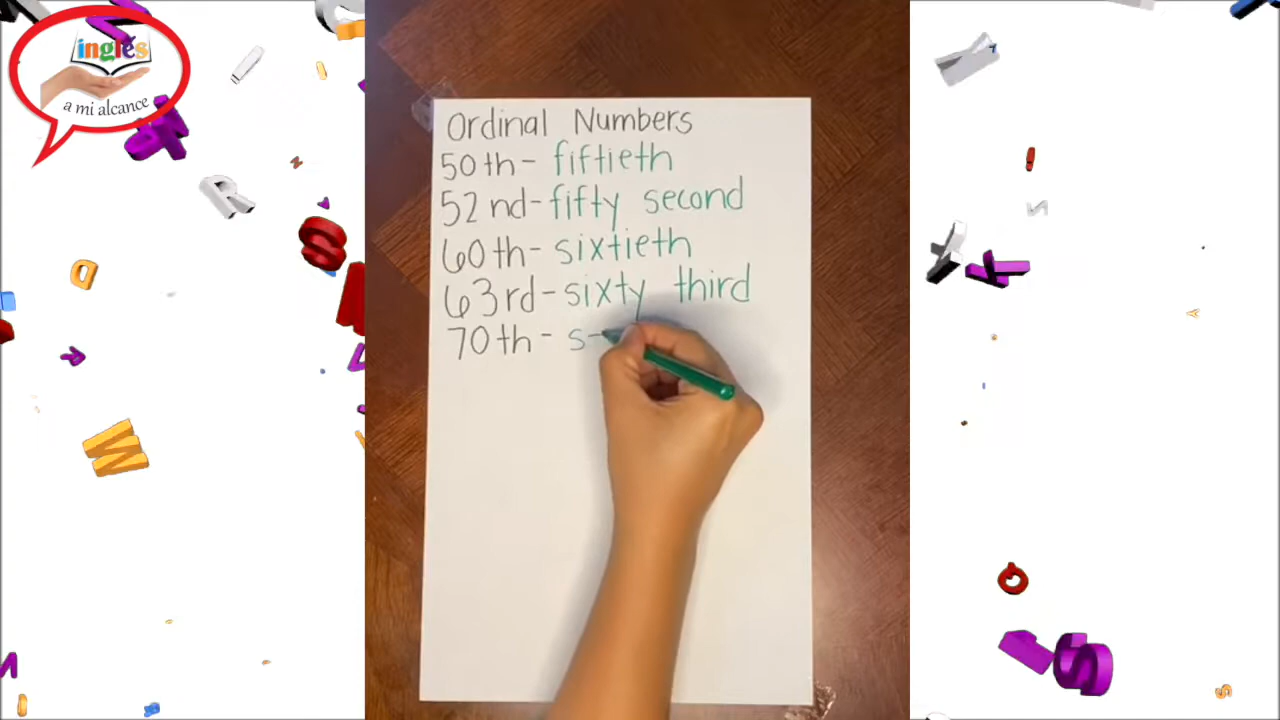 inglés
a mi alcance
Ordinal Numbers
50th- fiftieth
52nd- fifty second
60th- sixtieth
63rd- sixty third
70th- s